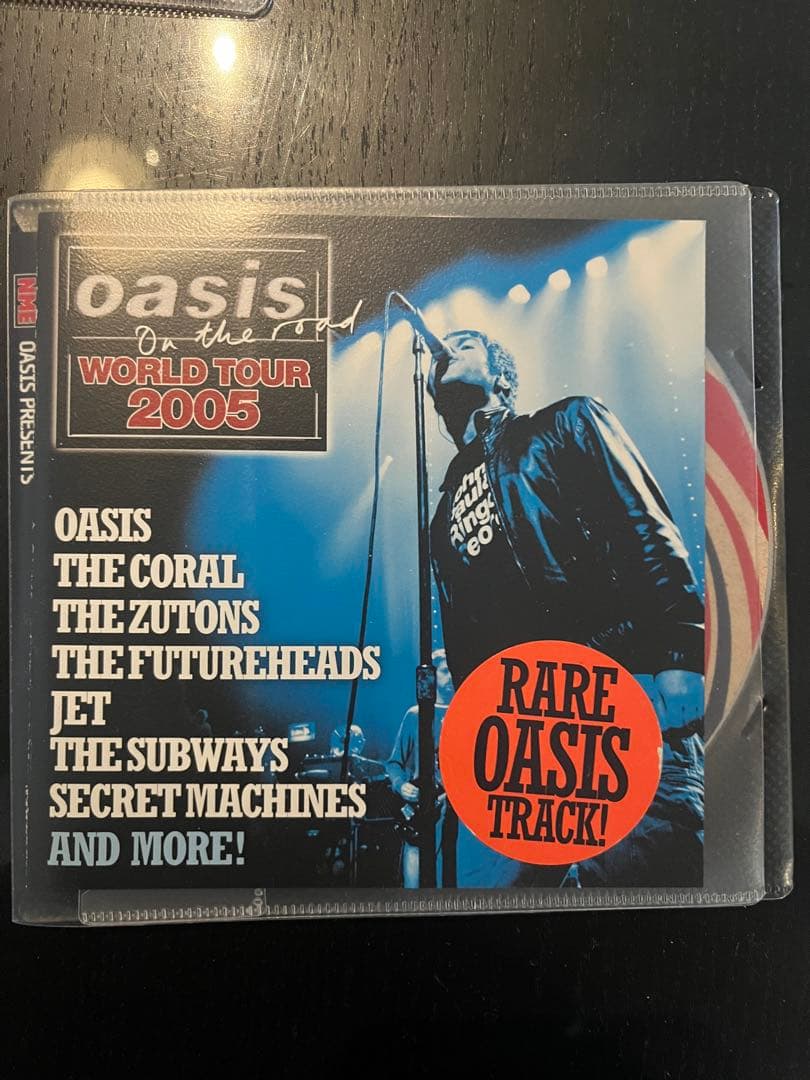 NME OASIS PRESENTS
oasis
On the road
WORLD TOUR
2005
OASIS
THE CORAL
THE ZUTONS
THE FUTUREHEADS
JET
THE SUBWAYS
SECRET MACHINES
AND MORE!
RARE
OASIS
TRACK!